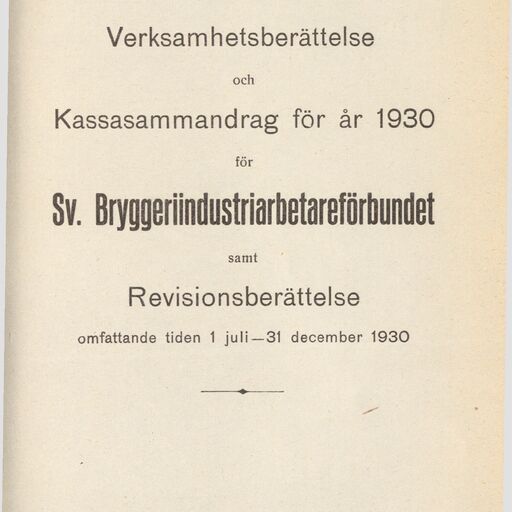 Verksamhetsberättelse
och
Kassasammandrag för år 1930
för
Sv. Bryggeriindustriarbetareförbundet
samt
Revisionsberättelse
omfattande tiden 1 juli—31 december 1930